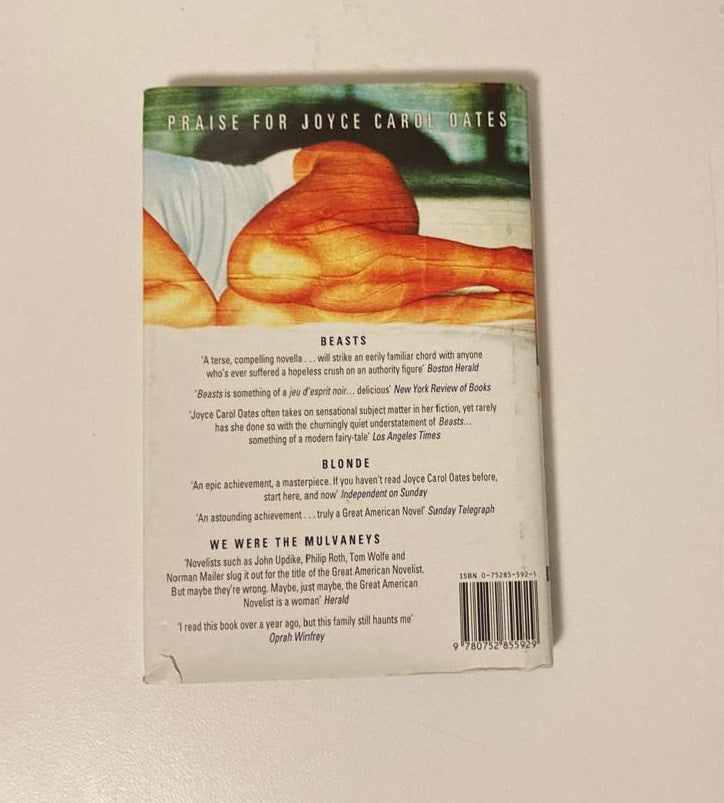 PRAISE FOR JOYCE CAROL OATES
BEASTS
'A terse, compelling novella . . . will strike an eerily familiar chord with anyone
who's ever suffered a hopeless crush on an authority figure' Boston Herald
'Beasts is something of a jeu d'esprit noir... delicious' New York Review of Books
'Joyce Carol Oates often takes on sensational subject matter in her fiction, yet rarely
has she done so with the churningly quiet understatement of Beasts...
something of a modern fairy-tale' Los Angeles Times
BLONDE
'An epic achievement, a masterpiece. If you haven't read Joyce Carol Oates before,
start here, and now' Independent on Sunday
'An astounding achievement . . . truly a Great American Novel' Sunday Telegraph
WE WERE THE MULVANEYS
'Novelists such as John Updike, Philip Roth, Tom Wolfe and
Norman Mailer slug it out for the title of the Great American Novelist.
But maybe they're wrong. Maybe, just maybe, the Great American
Novelist is a woman' Herald
'I read this book over a year ago, but this family still haunts me'
Oprah Winfrey
ISBN 0-75285-592-5
9 780752 855929